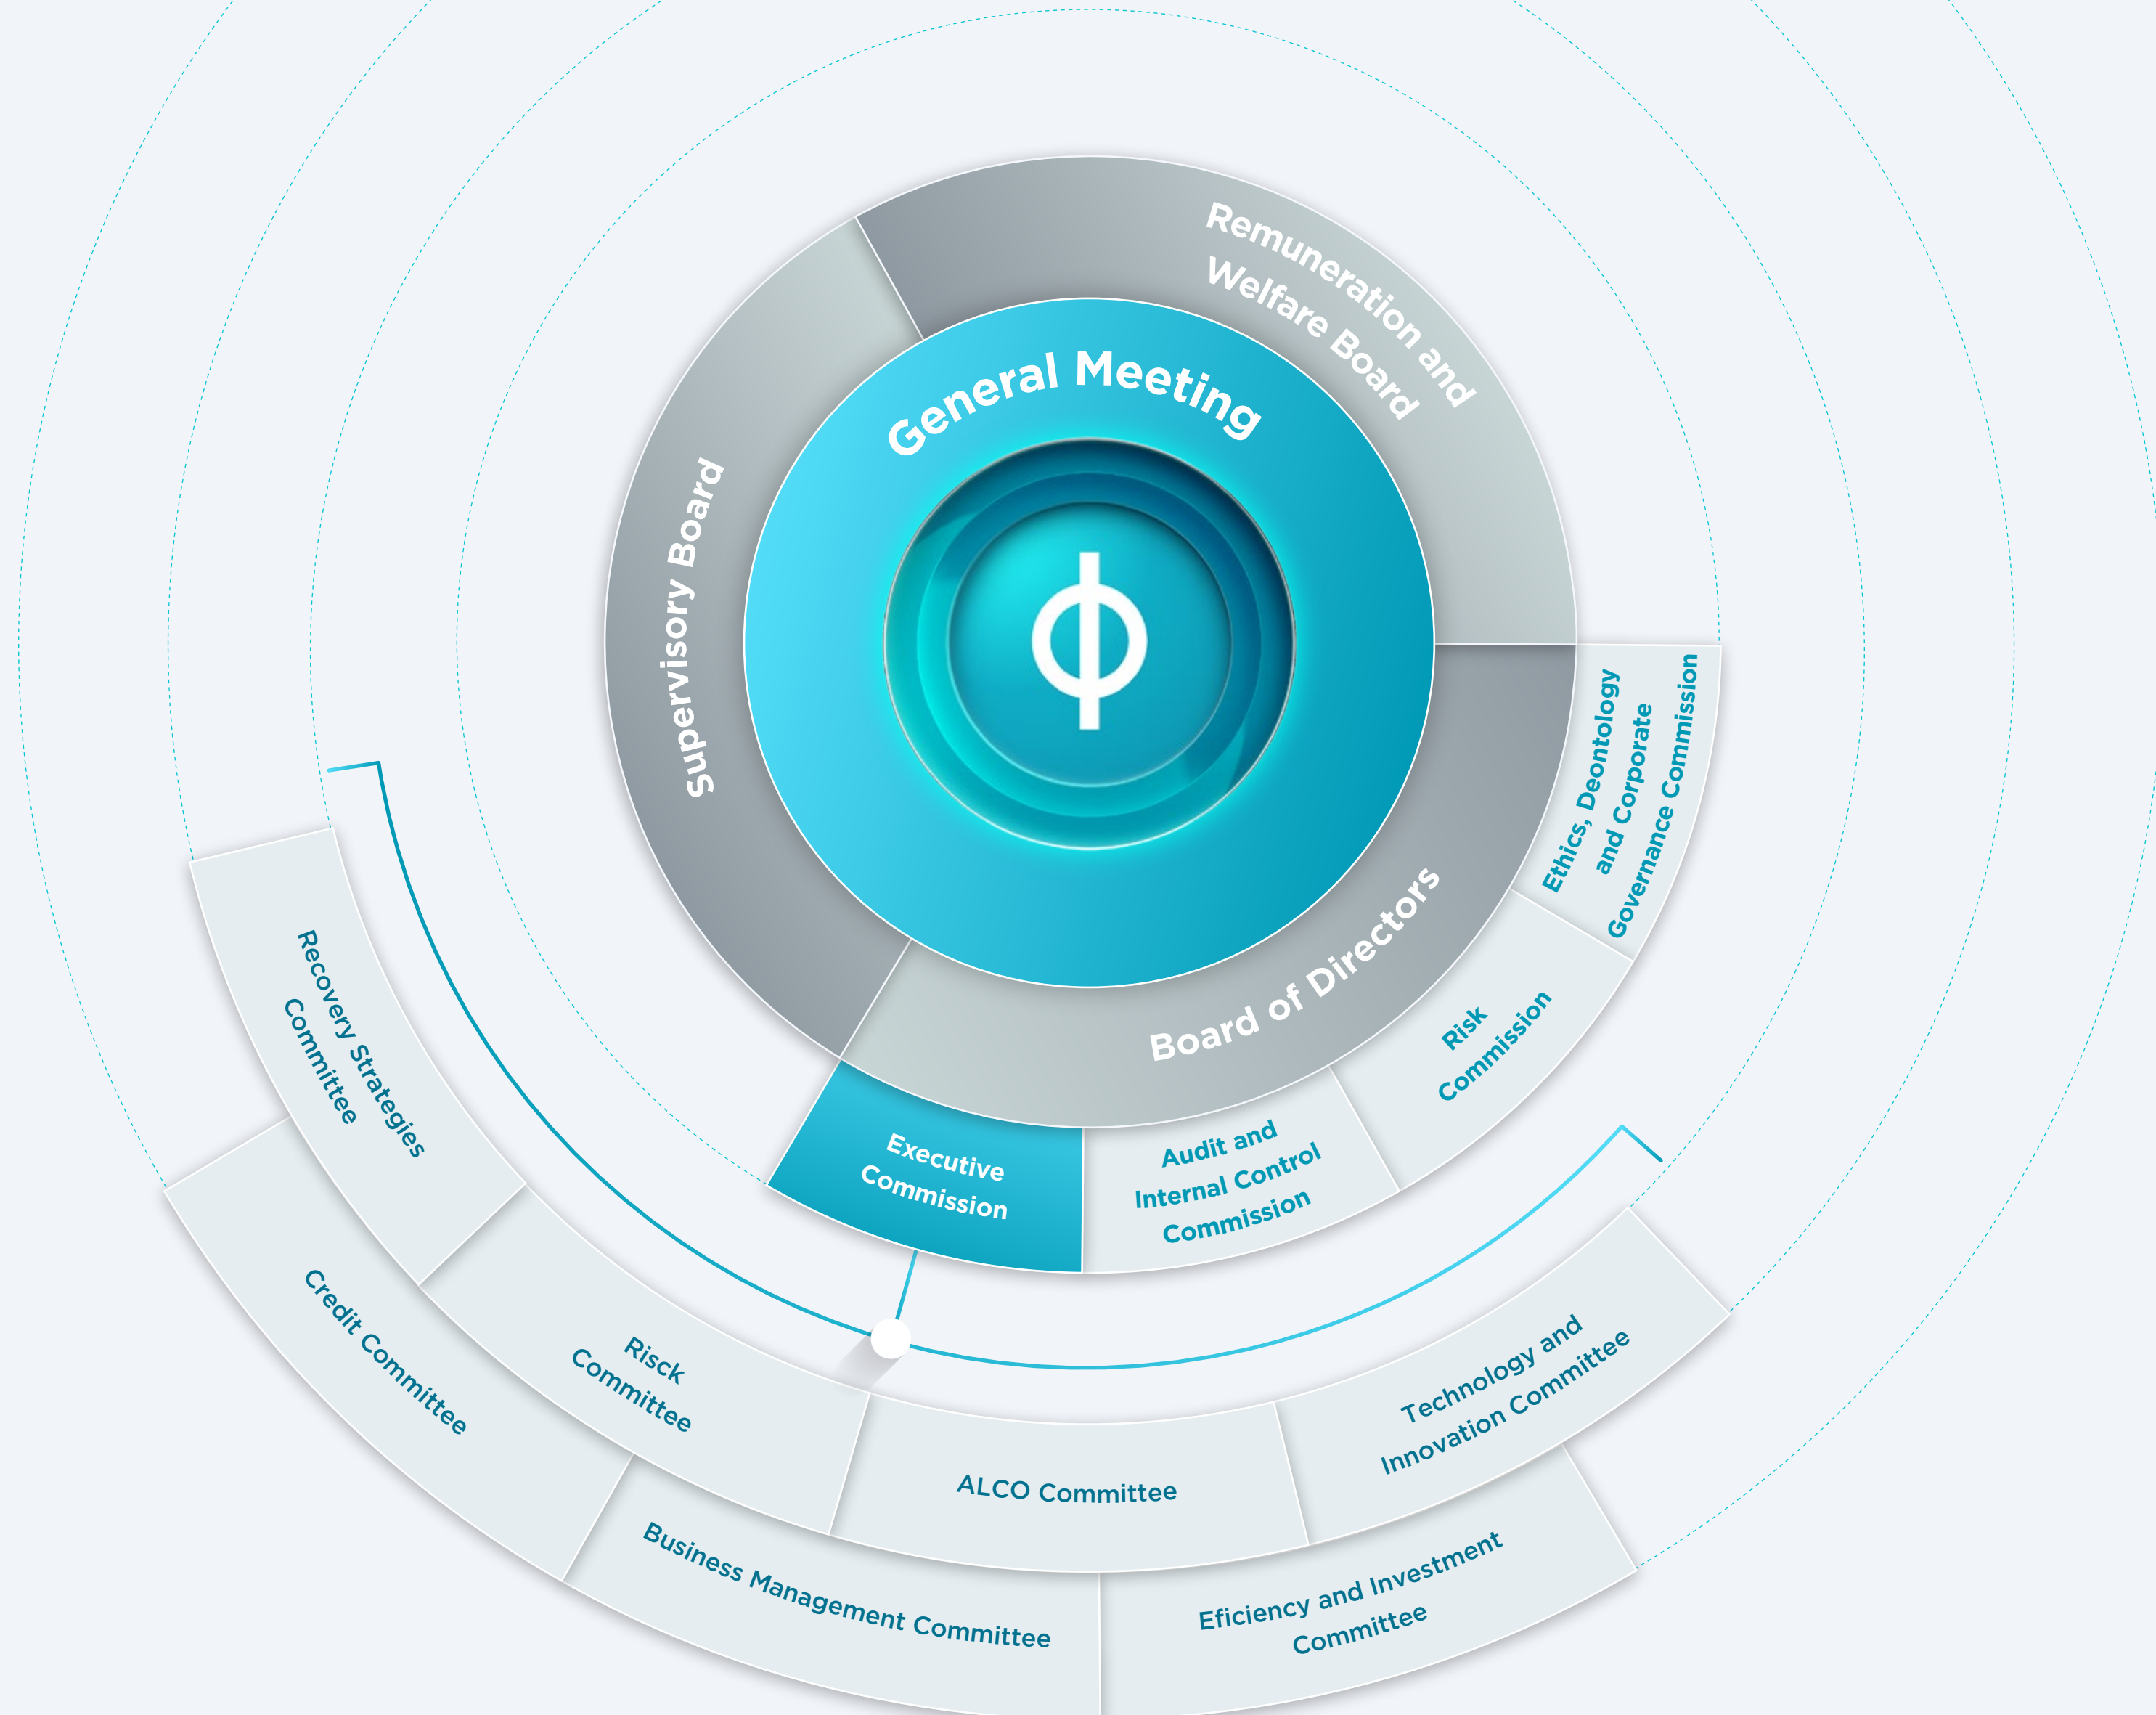 General Meeting
Remuneration and
Welfare Board
Supervisory Board
Board of Directors
Ethics, Deontology
and Corporate
Governance Commission
Risk
Commission
Audit and
Internal Control
Commission
Executive
Commission
Recovery Strategies
Committee
Risck
Committee
ALCO Committee
Technology and
Innovation Committee
Credit Committee
Business Management Committee
Eficiency and Investment
Committee